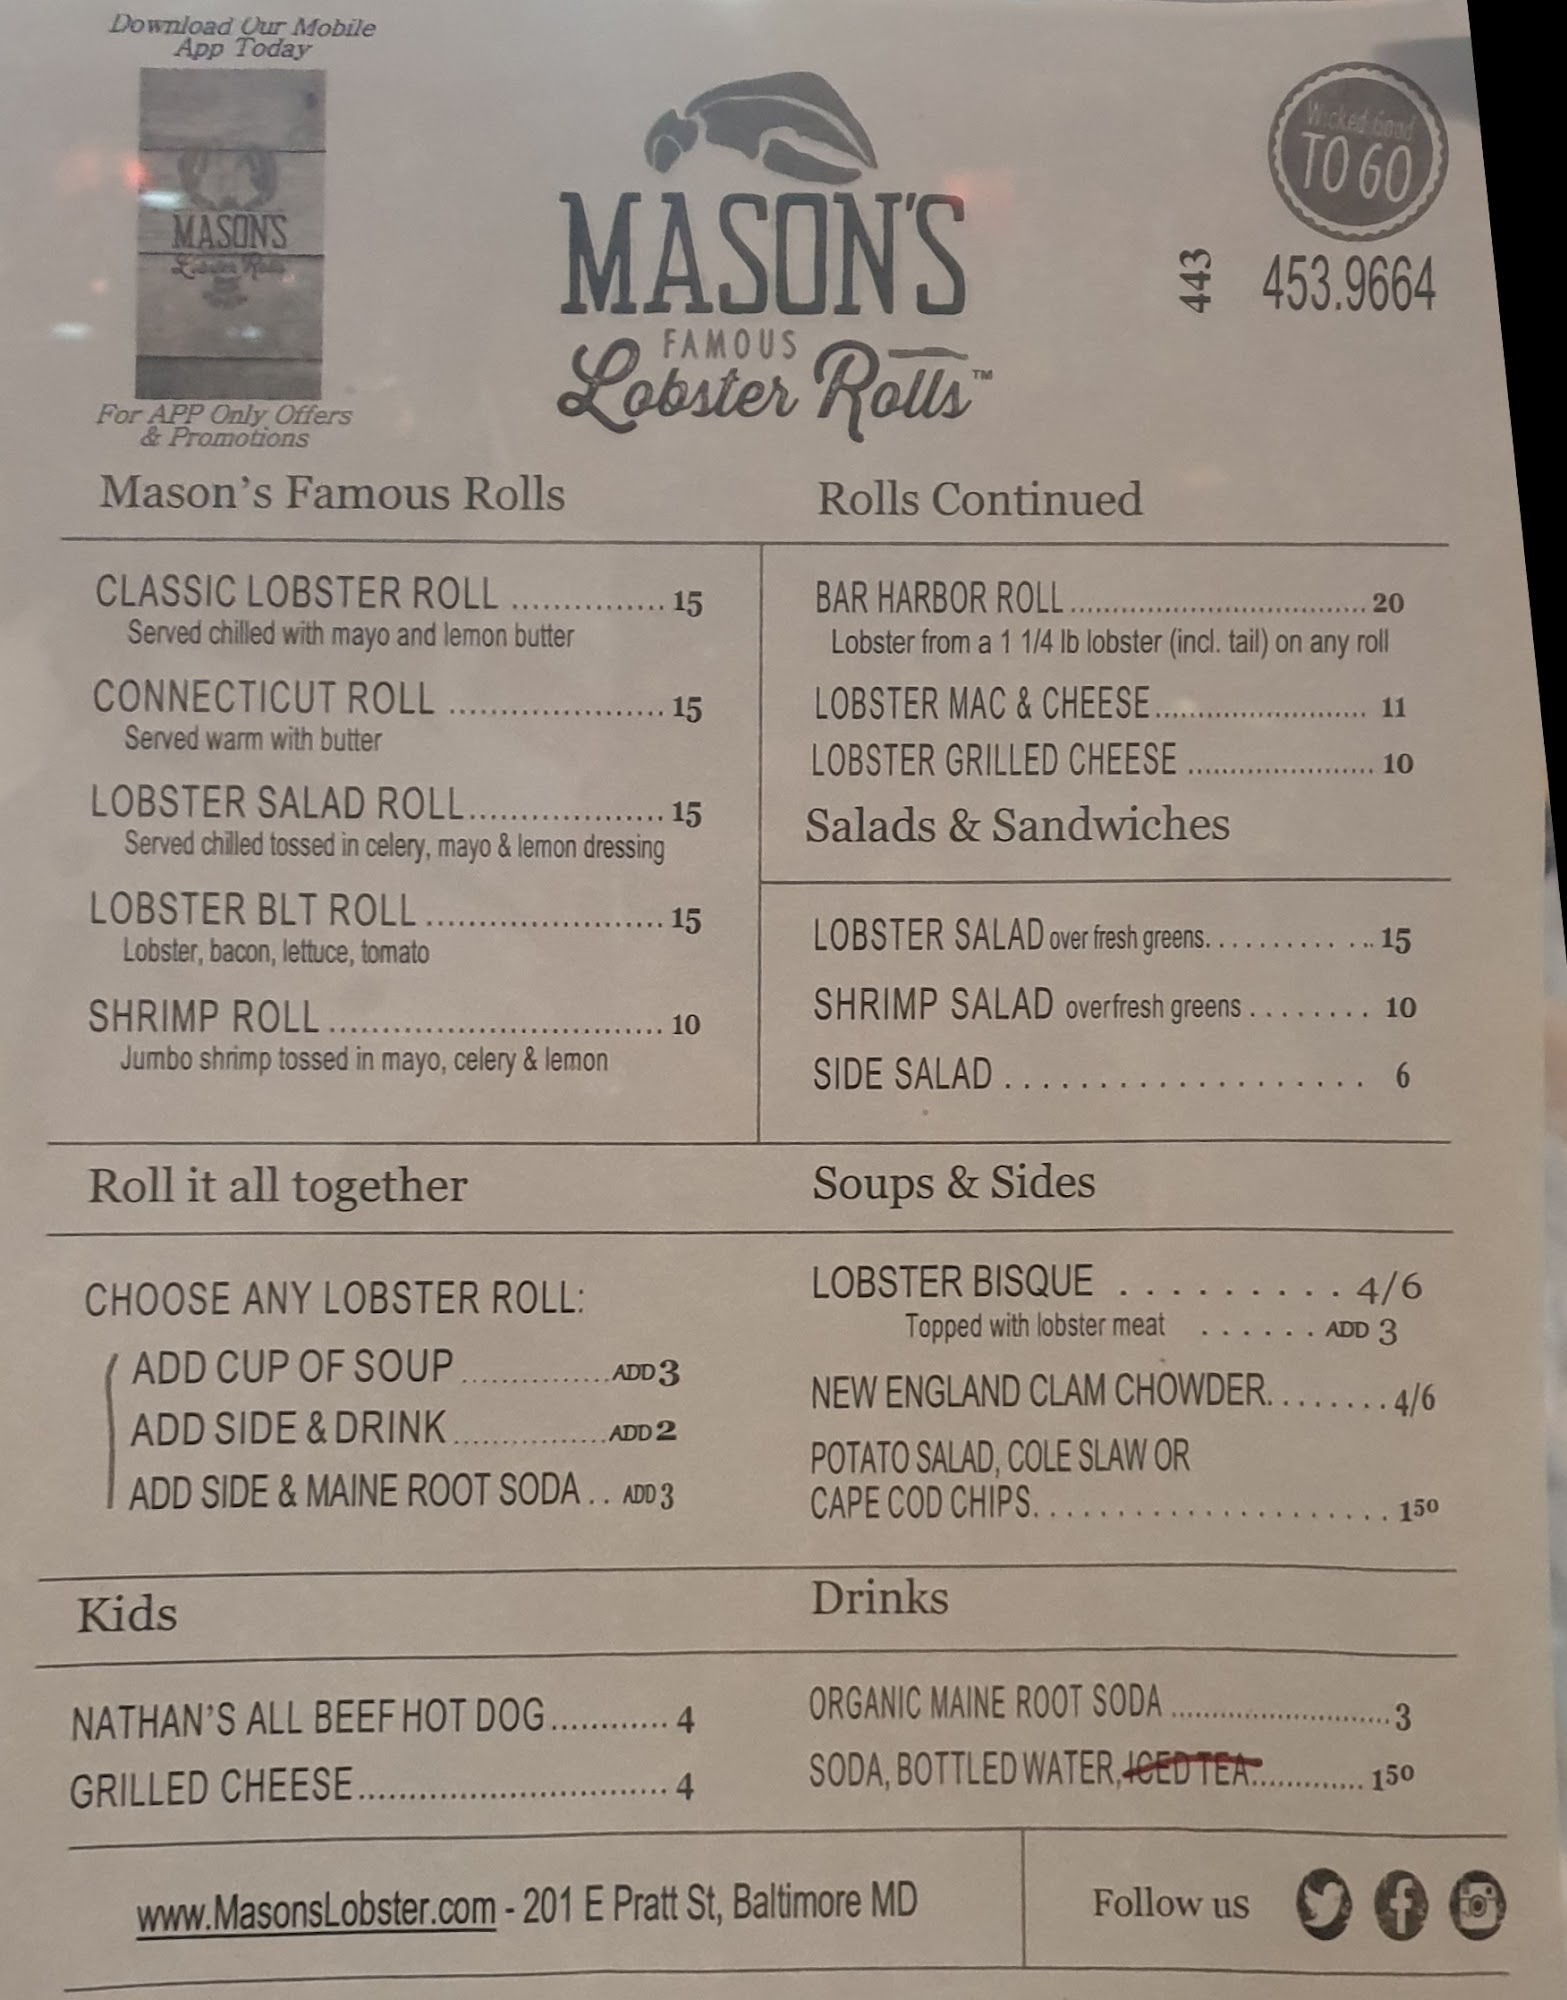 Download Our Mobile
App Today
MASON'S
Lobster Rolls
For APP Only Offers
& Promotions
MASON'S
FAMOUS
Lobster Rolls™
Wicked Good
TO GO
443 453.9664
Mason's Famous Rolls
CLASSIC LOBSTER ROLL ............... 15
Served chilled with mayo and lemon butter
CONNECTICUT ROLL ..................... 15
Served warm with butter
LOBSTER SALAD ROLL................... 15
Served chilled tossed in celery, mayo & lemon dressing
LOBSTER BLT ROLL ....................... 15
Lobster, bacon, lettuce, tomato
SHRIMP ROLL ................................. 10
Jumbo shrimp tossed in mayo, celery & lemon
Rolls Continued
BAR HARBOR ROLL .................................... 20
Lobster from a 1 1/4 lb lobster (incl. tail) on any roll
LOBSTER MAC & CHEESE.......................... 11
LOBSTER GRILLED CHEESE ....................... 10
Salads & Sandwiches
LOBSTER SALAD over fresh greens. . . . . . . . . . . . .. 15
SHRIMP SALAD overfresh greens . . . . . . . . 10
SIDE SALAD . . . . . . . . . . . . . . . . . . . 6
Roll it all together
CHOOSE ANY LOBSTER ROLL:
ADD CUP OF SOUP ............... ADD 3
ADD SIDE & DRINK ................ ADD 2
ADD SIDE & MAINE ROOT SODA . . ADD 3
Soups & Sides
LOBSTER BISQUE . . . . . . . . . . 4/6
Topped with lobster meat . . . . . . ADD 3
NEW ENGLAND CLAM CHOWDER. . . . . . . . 4/6
POTATO SALAD, COLE SLAW OR
CAPE COD CHIPS. . . . . . . . . . . . . . . . . . . . . 1⁵⁰
Kids
NATHAN'S ALL BEEF HOT DOG............ 4
GRILLED CHEESE................................ 4
Drinks
ORGANIC MAINE ROOT SODA ........................... 3
SODA, BOTTLED WATER, ICED TEA.............. 1⁵⁰
www.MasonsLobster.com - 201 E Pratt St, Baltimore MD
Follow us